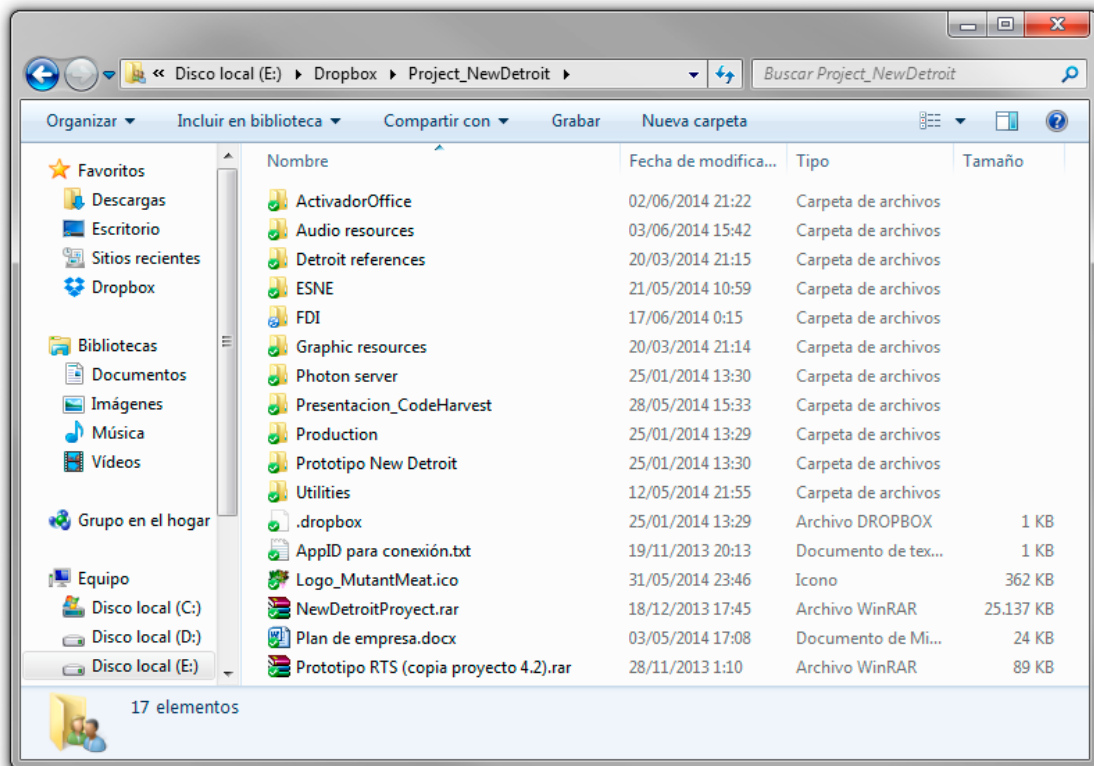 « Disco local (E:) ▸ Dropbox ▸ Project_NewDetroit ▸ Buscar Project_NewDetroit
Organizar Incluir en biblioteca Compartir con Grabar Nueva carpeta
Favoritos
Descargas
Escritorio
Sitios recientes
Dropbox
Bibliotecas
Documentos
Imágenes
Música
Vídeos
Grupo en el hogar
Equipo
Disco local (C:)
Disco local (D:)
Disco local (E:)
Nombre Fecha de modifica... Tipo Tamaño
ActivadorOffice 02/06/2014 21:22 Carpeta de archivos
Audio resources 03/06/2014 15:42 Carpeta de archivos
Detroit references 20/03/2014 21:15 Carpeta de archivos
ESNE 21/05/2014 10:59 Carpeta de archivos
FDI 17/06/2014 0:15 Carpeta de archivos
Graphic resources 20/03/2014 21:14 Carpeta de archivos
Photon server 25/01/2014 13:30 Carpeta de archivos
Presentacion_CodeHarvest 28/05/2014 15:33 Carpeta de archivos
Production 25/01/2014 13:29 Carpeta de archivos
Prototipo New Detroit 25/01/2014 13:30 Carpeta de archivos
Utilities 12/05/2014 21:55 Carpeta de archivos
.dropbox 25/01/2014 13:29 Archivo DROPBOX 1 KB
AppID para conexión.txt 19/11/2013 20:13 Documento de tex... 1 KB
Logo_MutantMeat.ico 31/05/2014 23:46 Icono 362 KB
NewDetroitProyect.rar 18/12/2013 17:45 Archivo WinRAR 25.137 KB
Plan de empresa.docx 03/05/2014 17:08 Documento de Mi... 24 KB
Prototipo RTS (copia proyecto 4.2).rar 28/11/2013 1:10 Archivo WinRAR 89 KB
17 elementos